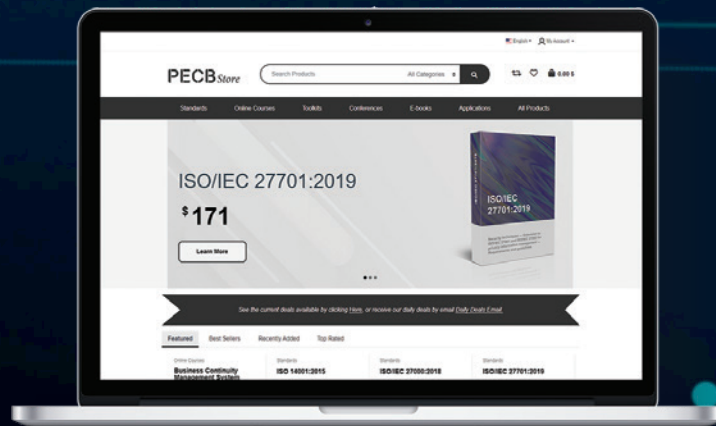 English
My Account
PECB Store
Search Products
All Categories
0.00 $
Standards
Online Courses
Toolkits
Conferences
E-books
Applications
All Products
ISO/IEC 27701:2019
$171
Learn More
ISO/IEC
27701:2019
See the current deals available by clicking Here, or receive our daily deals by email Daily Deals Email.
Featured
Best Sellers
Recently Added
Top Rated
Online Courses
Business Continuity
Management System
Standards
ISO 14001:2015
Standards
ISO/IEC 27000:2018
Standards
ISO/IEC 27701:2019